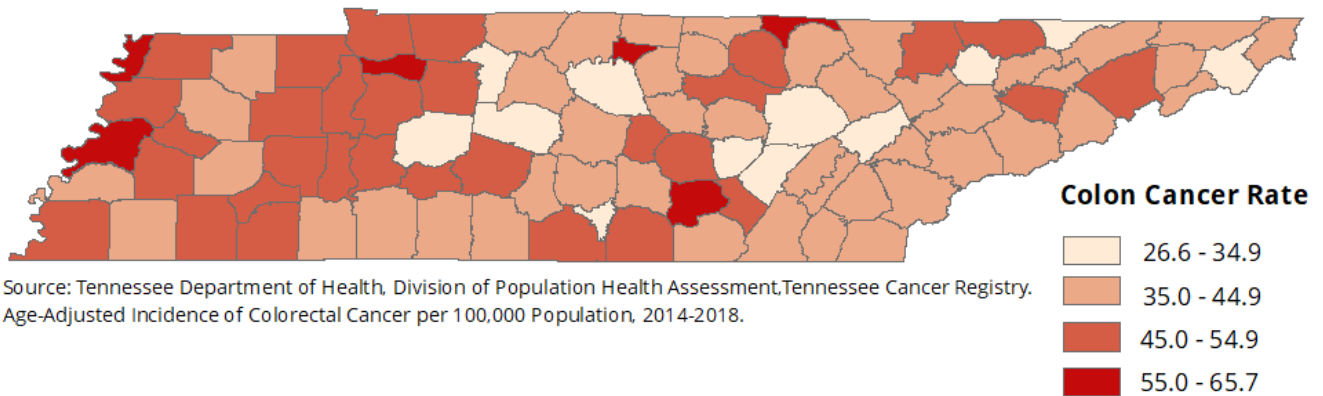 Colon Cancer Rate
26.6 - 34.9
35.0 - 44.9
45.0 - 54.9
55.0 - 65.7
Source: Tennessee Department of Health, Division of Population Health Assessment,Tennessee Cancer Registry.
Age-Adjusted Incidence of Colorectal Cancer per 100,000 Population, 2014-2018.